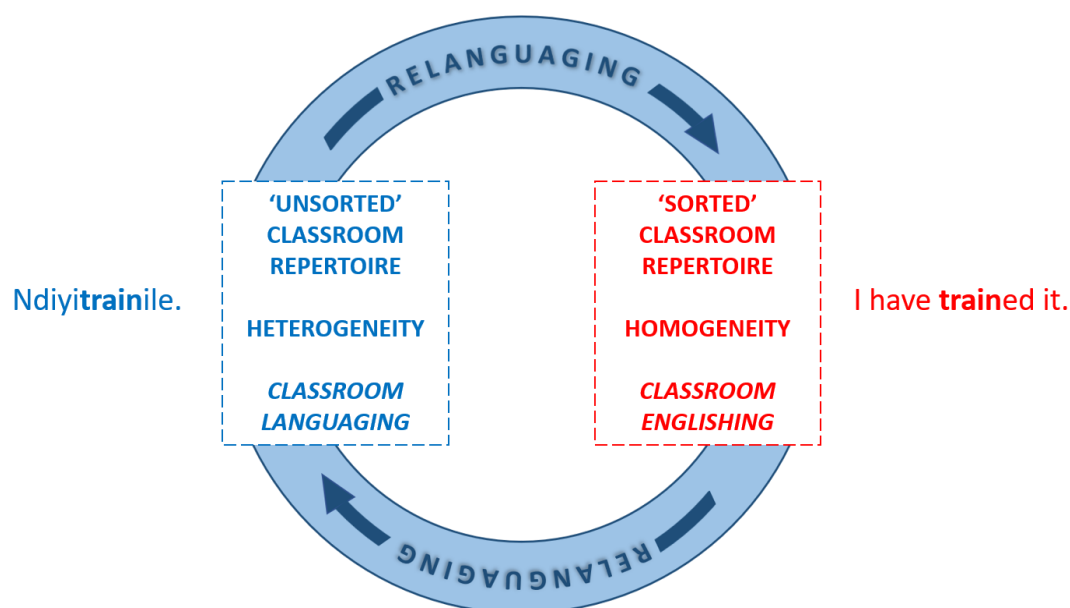 RELANGUAGING
‘UNSORTED’
CLASSROOM
REPERTOIRE
HETEROGENEITY
CLASSROOM
LANGUAGING
‘SORTED’
CLASSROOM
REPERTOIRE
HOMOGENEITY
CLASSROOM
ENGLISHING
Ndiyitrainile.
I have trained it.
RELANGUAGING